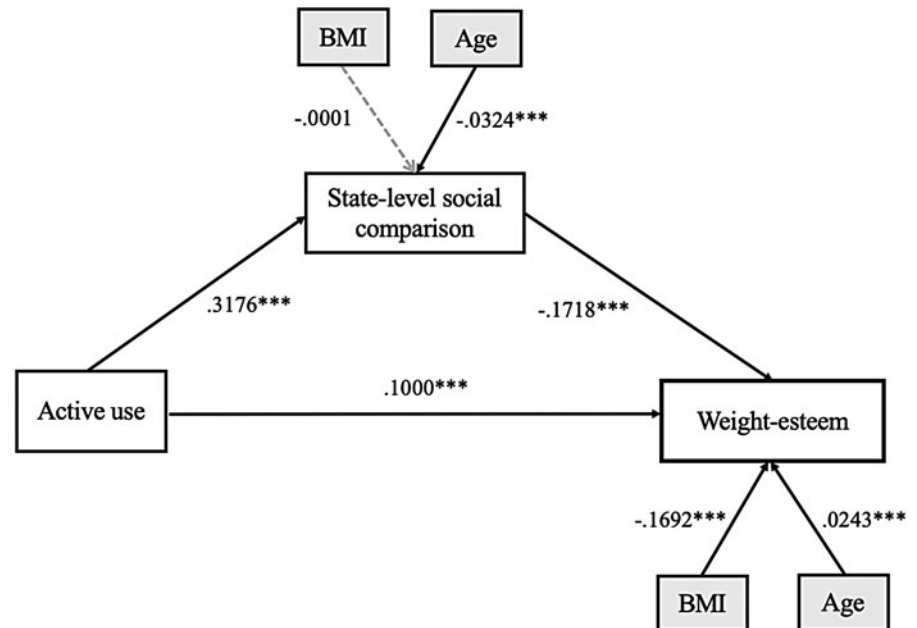 BMI
Age
-.0001
-.0324***
State-level social
comparison
.3176***
-.1718***
Active use
.1000***
Weight-esteem
-.1692***
.0243***
BMI
Age